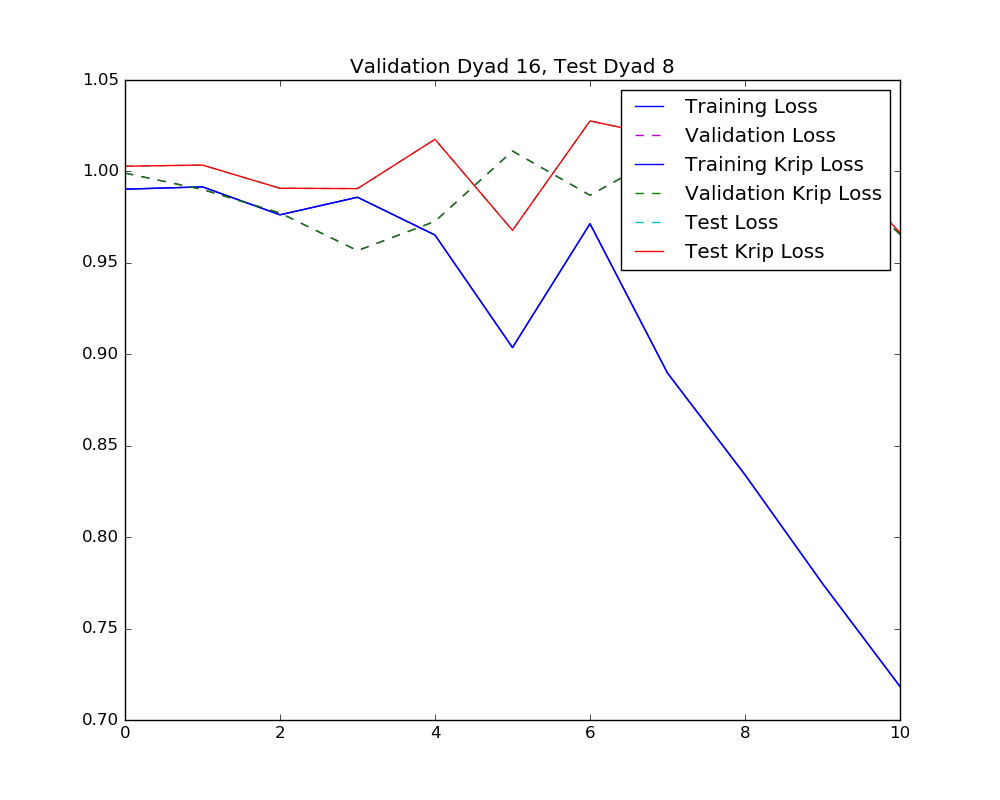 Validation Dyad 16, Test Dyad 8
1.05
1.00
0.95
0.90
0.85
0.80
0.75
0.70
0
2
4
6
8
10
Training Loss
Validation Loss
Training Krip Loss
Validation Krip Loss
Test Loss
Test Krip Loss